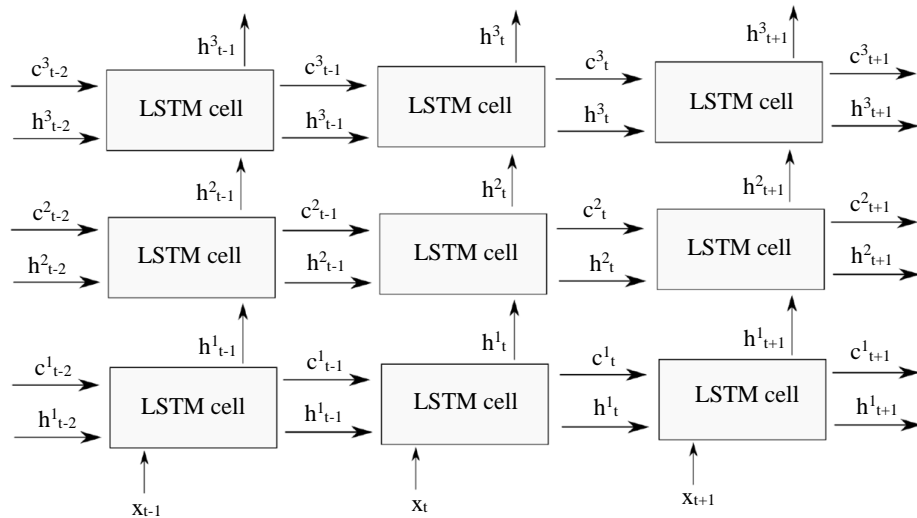 h³ₜ₋₁ h³ₜ h³ₜ₊₁
c³ₜ₋₂ c³ₜ₋₁ c³ₜ c³ₜ₊₁
LSTM cell LSTM cell LSTM cell
h³ₜ₋₂ h³ₜ₋₁ h³ₜ h³ₜ₊₁
h²ₜ₋₁ h²ₜ h²ₜ₊₁
c²ₜ₋₂ c²ₜ₋₁ c²ₜ c²ₜ₊₁
LSTM cell LSTM cell LSTM cell
h²ₜ₋₂ h²ₜ₋₁ h²ₜ h²ₜ₊₁
h¹ₜ₋₁ h¹ₜ h¹ₜ₊₁
c¹ₜ₋₂ c¹ₜ₋₁ c¹ₜ c¹ₜ₊₁
LSTM cell LSTM cell LSTM cell
h¹ₜ₋₂ h¹ₜ₋₁ h¹ₜ h¹ₜ₊₁
xₜ₋₁ xₜ xₜ₊₁